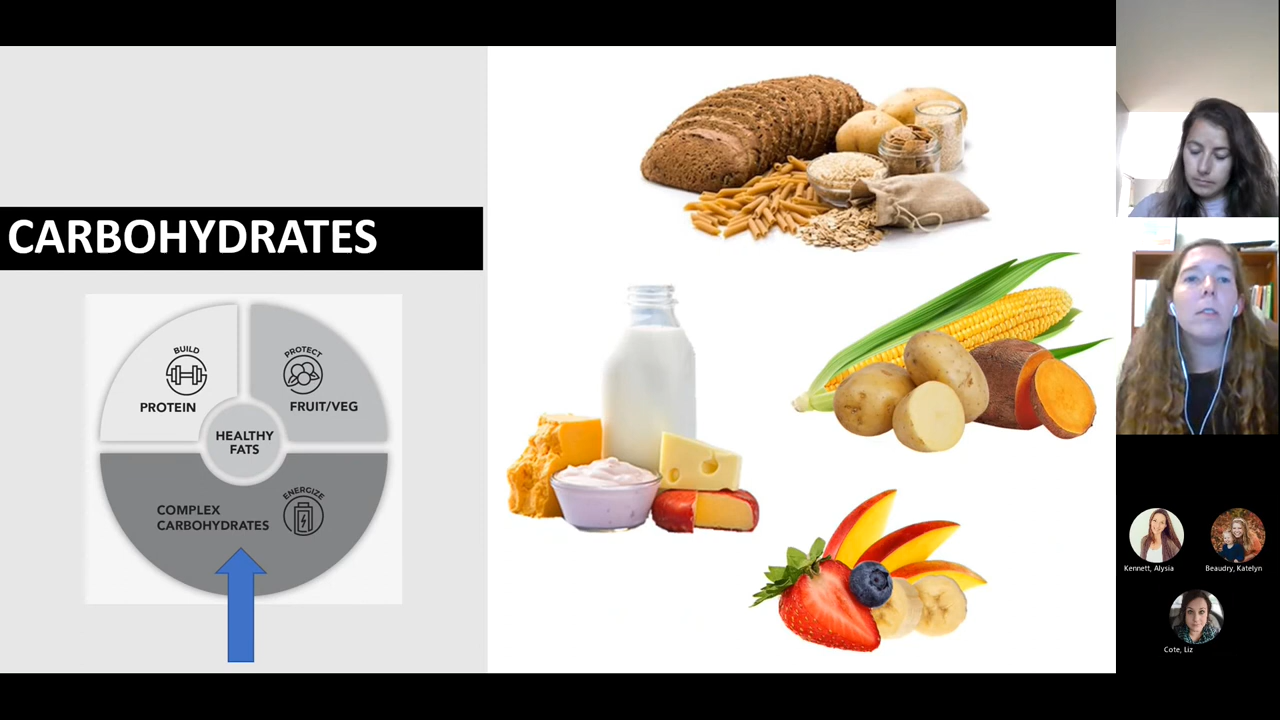 CARBOHYDRATES
BUILD
PROTEIN
PROTECT
FRUIT/VEG
HEALTHY
FATS
COMPLEX
CARBOHYDRATES
ENERGIZE
Kennett, Alysia
Beaudry, Katelyn
Cote, Liz